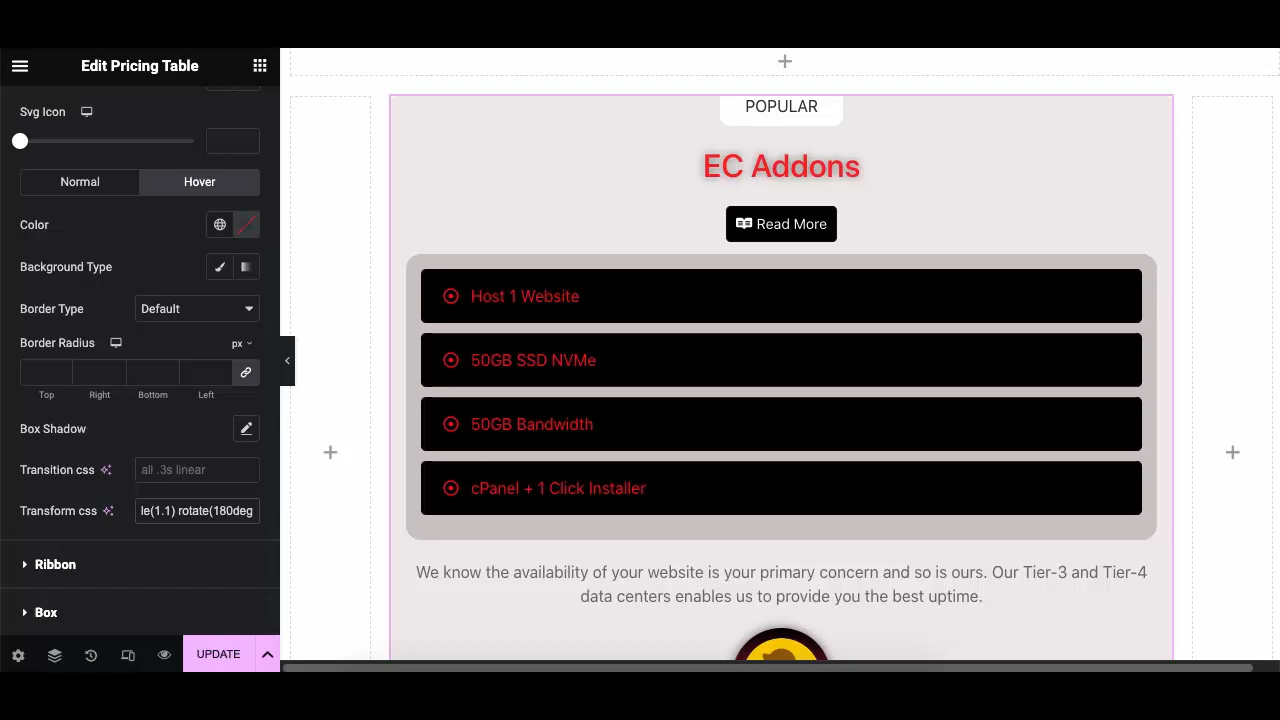 Edit Pricing Table
Svg Icon
Normal
Hover
Color
Background Type
Border Type
Default
Border Radius
px
Top
Right
Bottom
Left
Box Shadow
Transition css
all .3s linear
Transform css
le(1.1) rotate(180deg
Ribbon
Box
UPDATE
POPULAR
EC Addons
Read More
Host 1 Website
50GB SSD NVMe
50GB Bandwidth
cPanel + 1 Click Installer
We know the availability of your website is your primary concern and so is ours. Our Tier-3 and Tier-4
data centers enables us to provide you the best uptime.